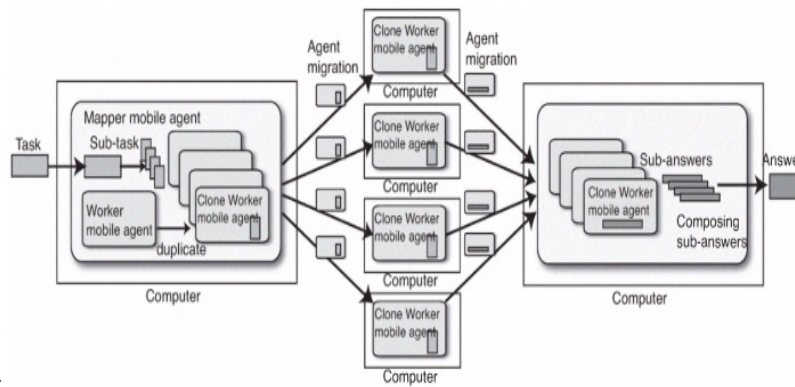 Task
Mapper mobile agent
Sub-task
Worker
mobile agent
duplicate
Clone Worker
mobile agent
Computer
Agent
migration
Clone Worker
mobile agent
Computer
Clone Worker
mobile agent
Computer
Clone Worker
mobile agent
Computer
Clone Worker
mobile agent
Computer
Agent
migration
Clone Worker
mobile agent
Sub-answers
Composing
sub-answers
Computer
Answe